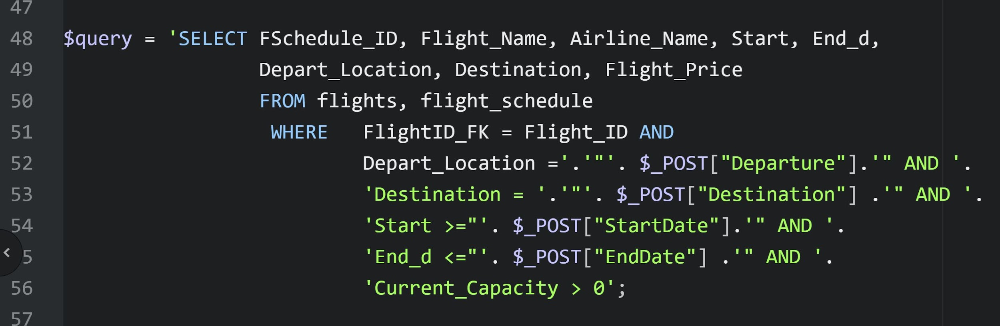 47
48 $query = 'SELECT FSchedule_ID, Flight_Name, Airline_Name, Start, End_d,
49 Depart_Location, Destination, Flight_Price
50 FROM flights, flight_schedule
51 WHERE   FlightID_FK = Flight_ID AND
52 Depart_Location ='.'"'. $_POST["Departure"].'" AND '.
53 'Destination = '.'"'. $_POST["Destination"] .'" AND '.
54 'Start >="'. $_POST["StartDate"].'" AND '.
5 'End_d <="'. $_POST["EndDate"] .'" AND '.
56 'Current_Capacity > 0';
57